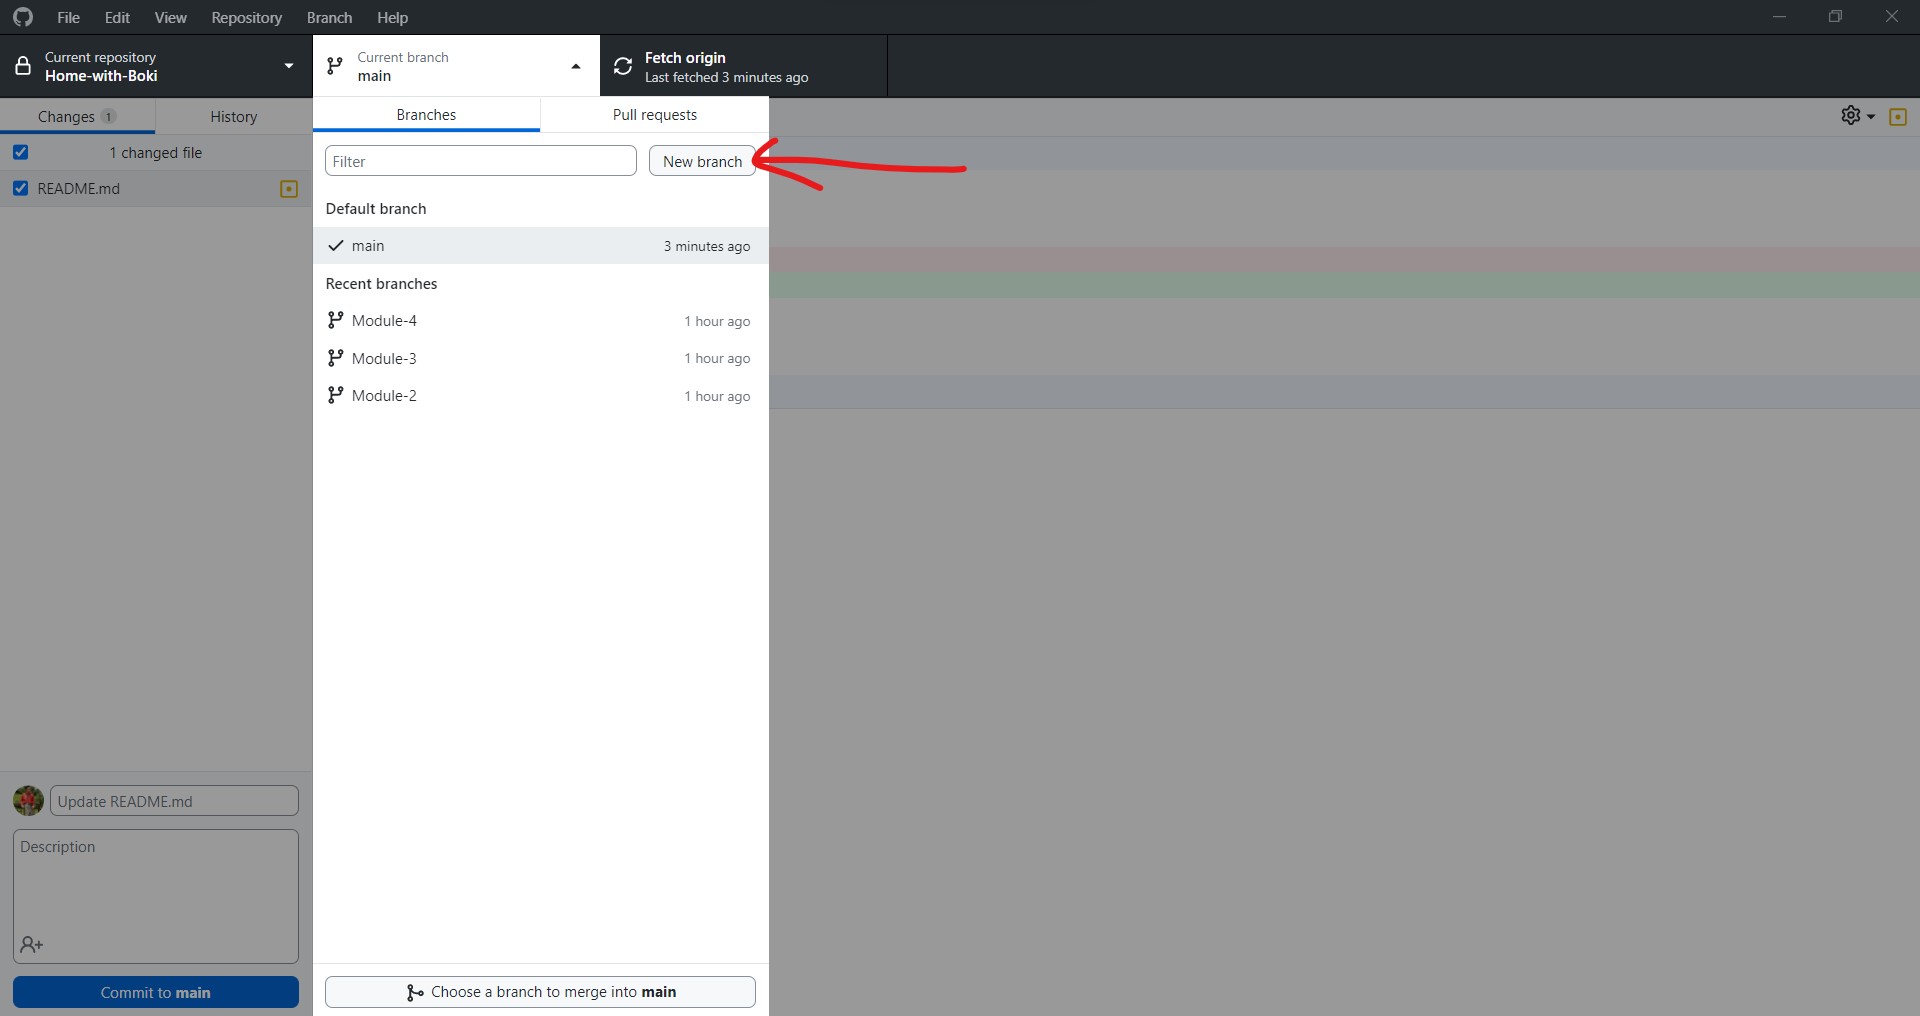 File Edit View Repository Branch Help
Current repository
Home-with-Boki
Current branch
main
Fetch origin
Last fetched 3 minutes ago
Changes 1 History
1 changed file
README.md
Branches Pull requests
Filter New branch
Default branch
main 3 minutes ago
Recent branches
Module-4 1 hour ago
Module-3 1 hour ago
Module-2 1 hour ago
Update README.md
Description
Commit to main
Choose a branch to merge into main